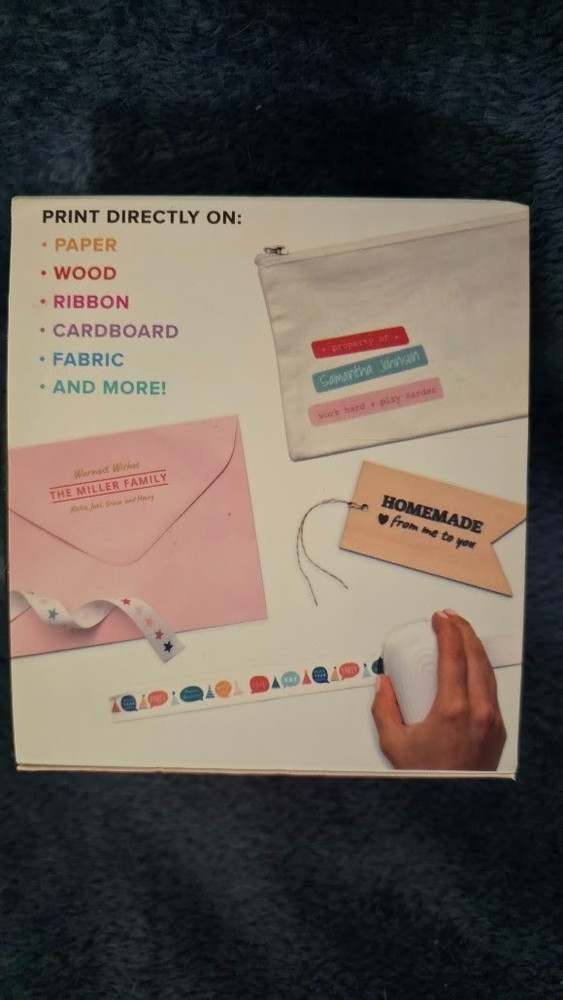 PRINT DIRECTLY ON:
• PAPER
• WOOD
• RIBBON
• CARDBOARD
• FABRIC
• AND MORE!
property of
Samantha Johnson
work hard + play harder
Warmest Wishes
THE MILLER FAMILY
HOMEMADE
♥ from me to you